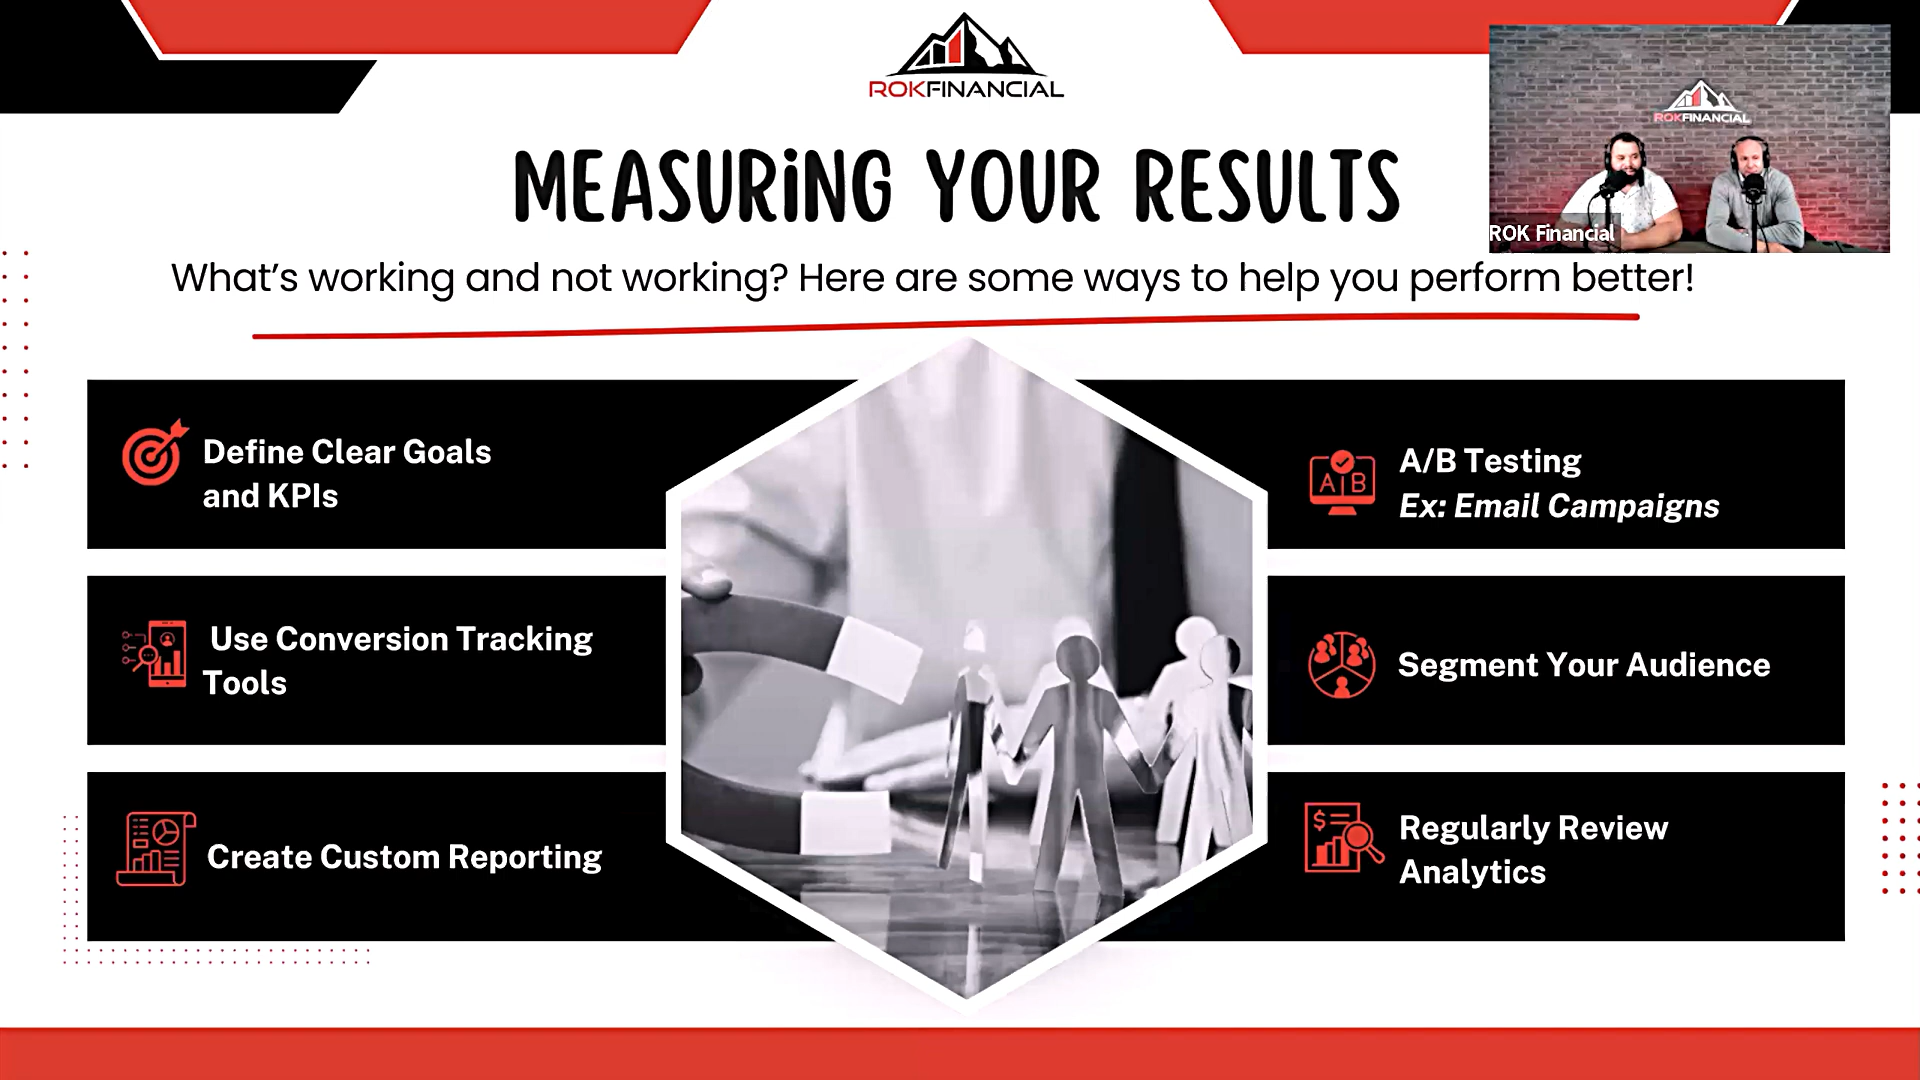 ROKFINANCIAL
ROKFINANCIAL
ROK Financial
MEASURiNG YOUR RESULTS
What's working and not working? Here are some ways to help you perform better!
Define Clear Goals
and KPIs
Use Conversion Tracking
Tools
Create Custom Reporting
A/B Testing
Ex: Email Campaigns
A B
Segment Your Audience
$
Regularly Review
Analytics